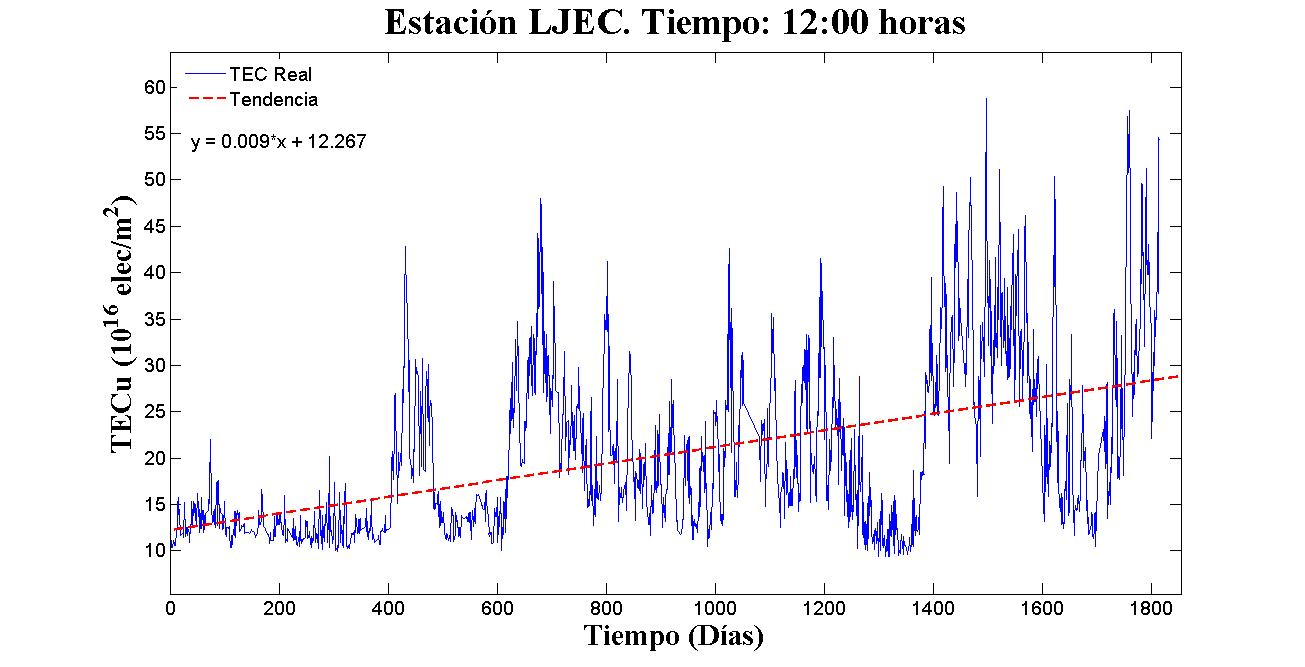 Estación LJEC. Tiempo: 12:00 horas
TEC Real
Tendencia
y = 0.009*x + 12.267
60
55
50
45
40
35
30
25
20
15
10
TECu (10^16 elec/m^2)
0 200 400 600 800 1000 1200 1400 1600 1800
Tiempo (Días)